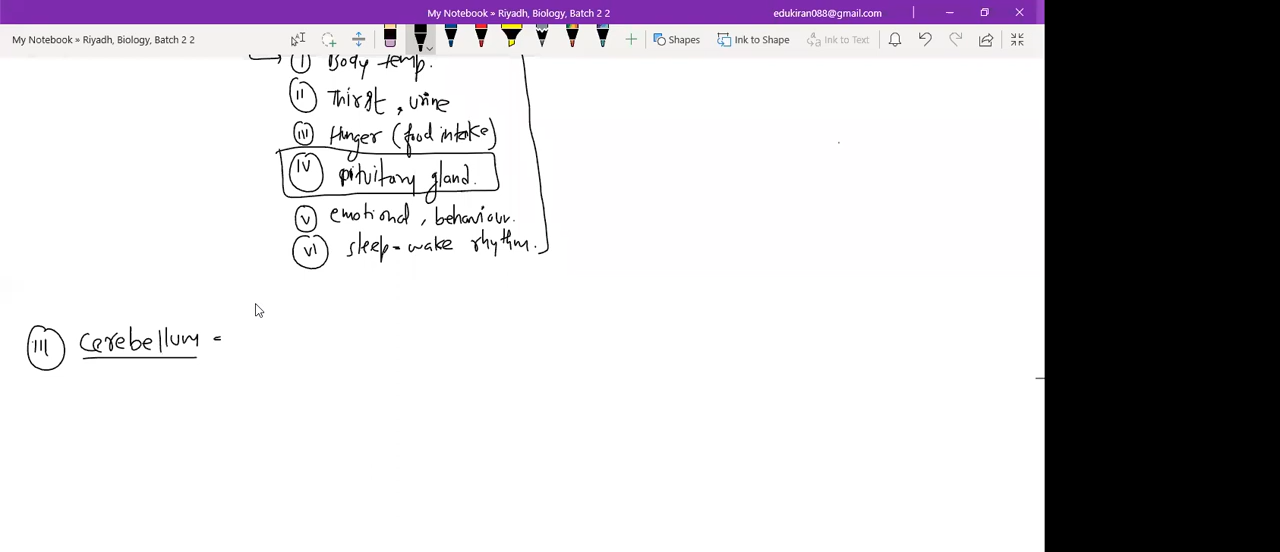 My Notebook » Riyadh, Biology, Batch 2 2
edukiran088@gmail.com
My Notebook » Riyadh, Biology, Batch 2 2
Shapes
Ink to Shape
Ink to Text
(i) Body temp.
(ii) Thirst, urine
(iii) Hunger (food intake)
(iv) pituitary gland.
(v) emotional, behaviour.
(vi) sleep-wake rhythm.
(iii) Cerebellum =